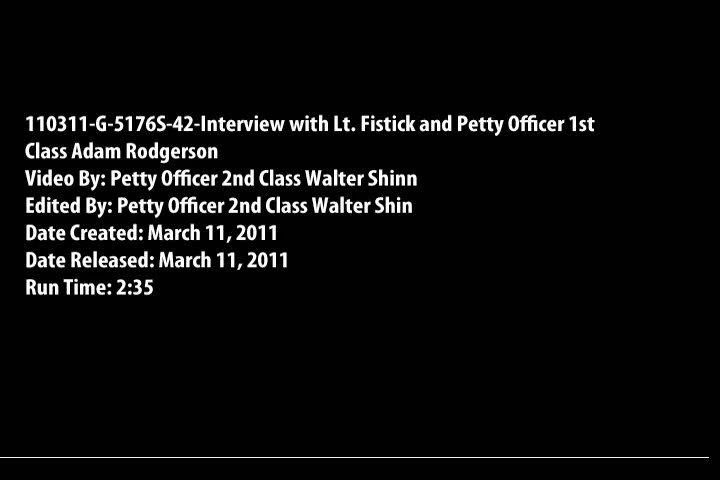 110311-G-5176S-42-Interview with Lt. Fistick and Petty Officer 1st
Class Adam Rodgerson
Video By: Petty Officer 2nd Class Walter Shinn
Edited By: Petty Officer 2nd Class Walter Shin
Date Created: March 11, 2011
Date Released: March 11, 2011
Run Time: 2:35